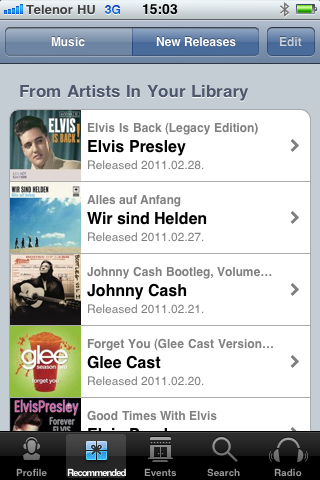 Telenor HU 3G 15:03
Music New Releases Edit
From Artists In Your Library
ELVIS
IS BACK!
Elvis Is Back (Legacy Edition)
Elvis Presley
Released 2011.02.28.
WIR SIND HELDEN
Alles auf Anfang
Wir sind Helden
Released 2011.02.27.
Johnny Cash Bootleg, Volume...
Johnny Cash
Released 2011.02.21.
glee
forget you
Forget You (Glee Cast Version...
Glee Cast
Released 2011.02.20.
ElvisPresley
Forever
Good Times With Elvis
Profile Recommended Events Search Radio